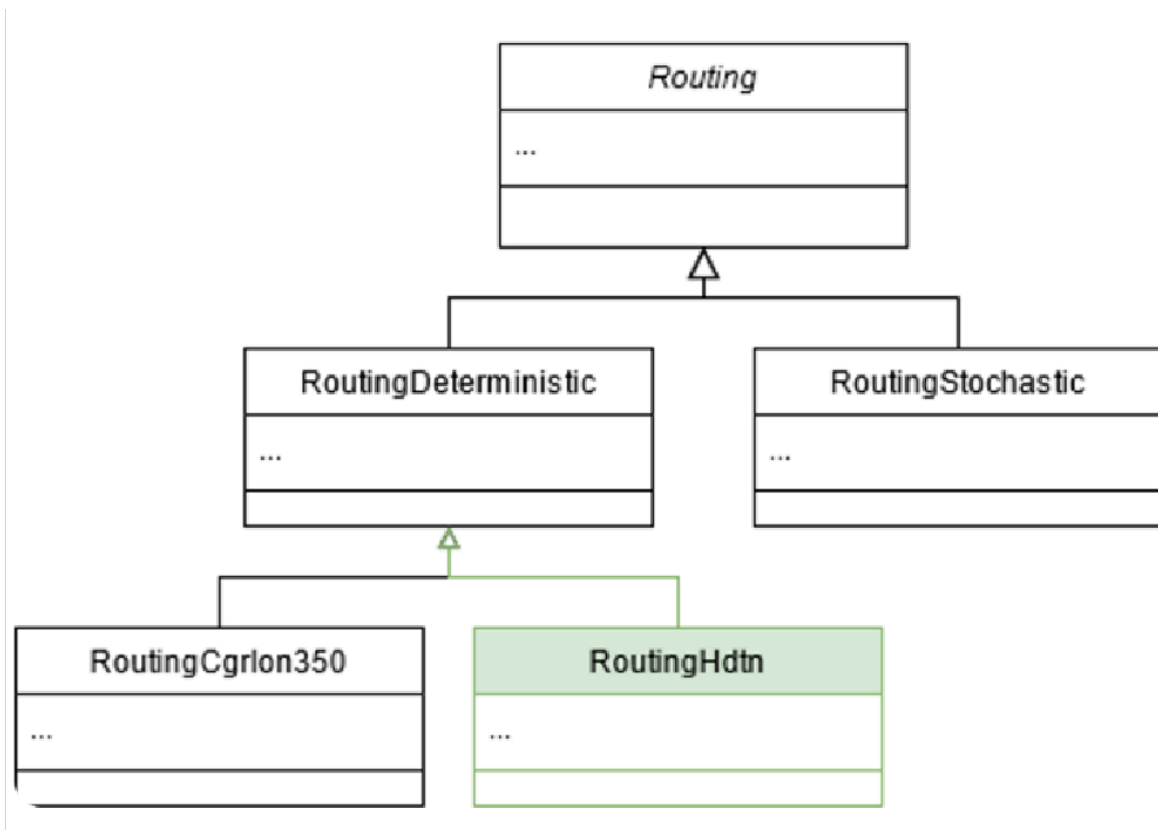 Routing
...
RoutingDeterministic
RoutingStochastic
...
...
RoutingCgrIon350
RoutingHdtn
...
...